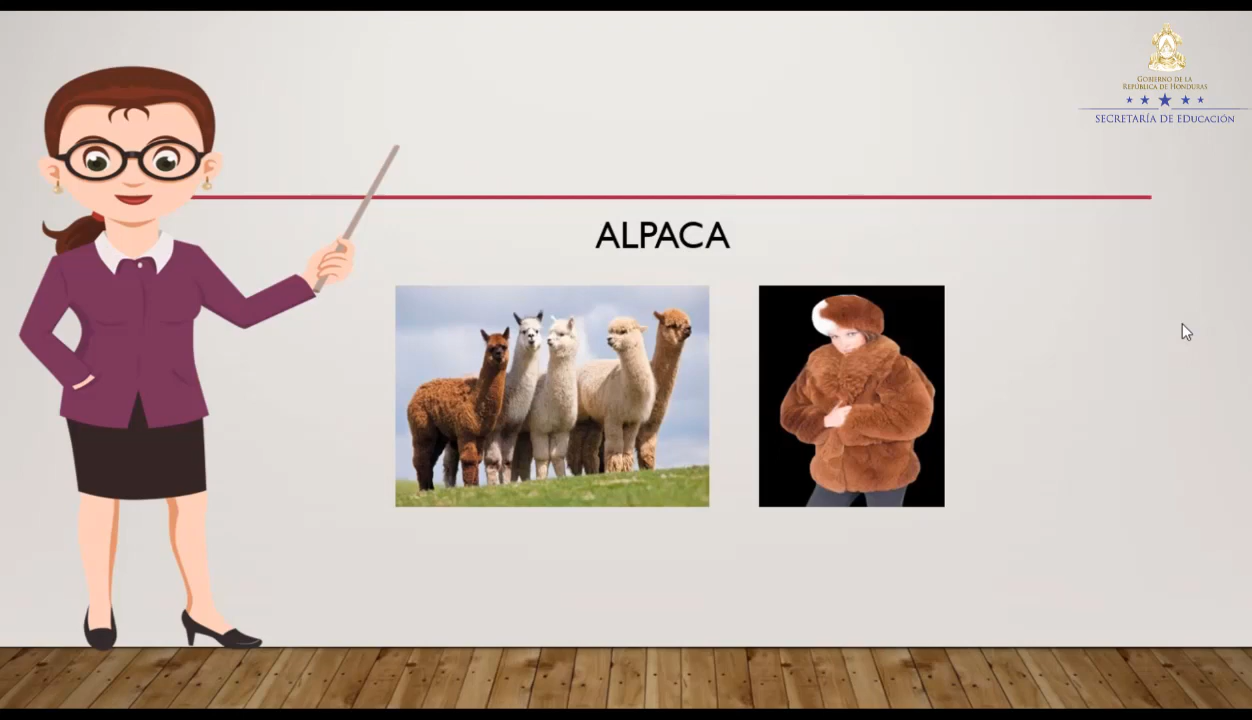 GOBIERNO DE LA
REPÚBLICA DE HONDURAS
SECRETARÍA DE EDUCACIÓN
ALPACA